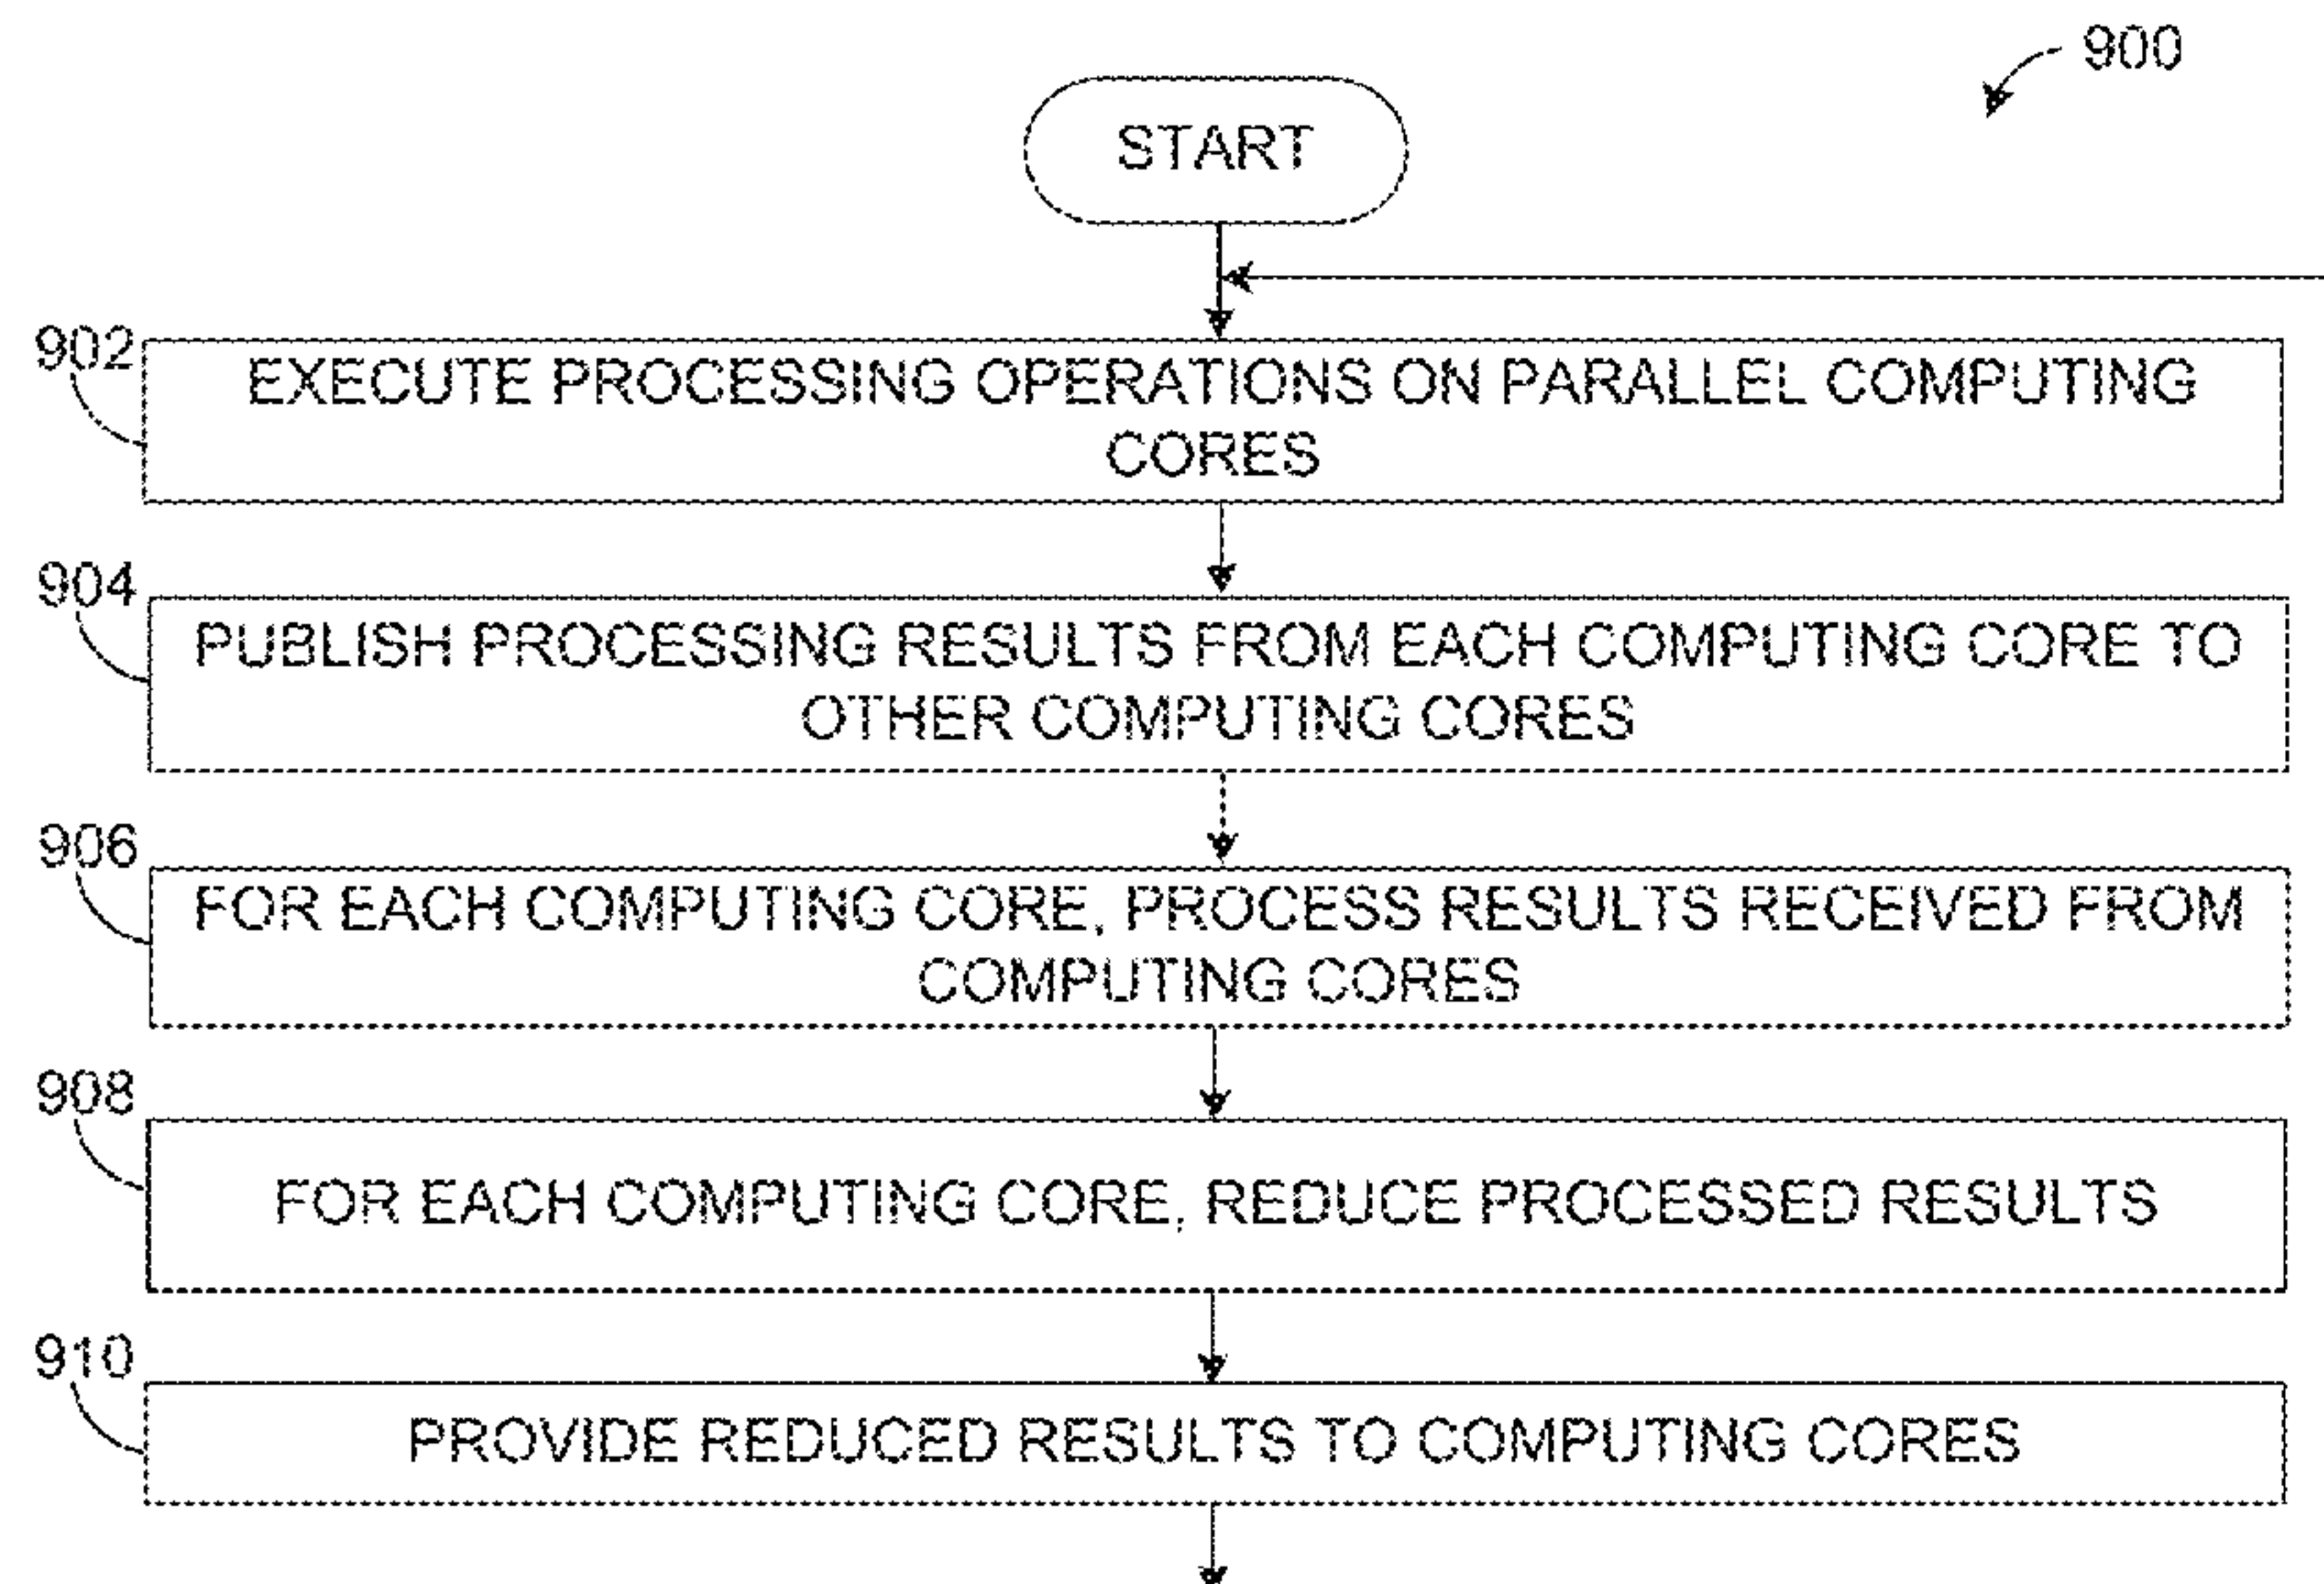 900
START
902
EXECUTE PROCESSING OPERATIONS ON PARALLEL COMPUTING
CORES
904
PUBLISH PROCESSING RESULTS FROM EACH COMPUTING CORE TO
OTHER COMPUTING CORES
906
FOR EACH COMPUTING CORE, PROCESS RESULTS RECEIVED FROM
COMPUTING CORES
908
FOR EACH COMPUTING CORE, REDUCE PROCESSED RESULTS
910
PROVIDE REDUCED RESULTS TO COMPUTING CORES